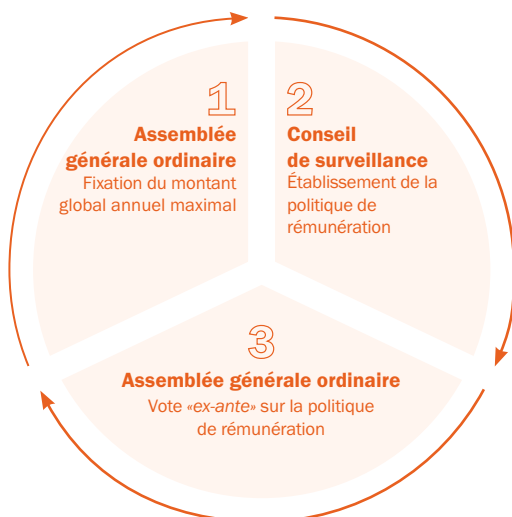 1
Assemblée
générale ordinaire
Fixation du montant
global annuel maximal
2
Conseil
de surveillance
Établissement de la
politique de
rémunération
3
Assemblée générale ordinaire
Vote «ex-ante» sur la politique
de rémunération